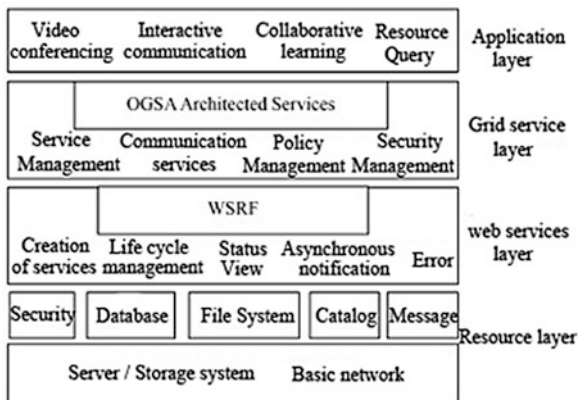 Video conferencing
Interactive communication
Collaborative learning
Resource Query
Application layer
OGSA Architected Services
Service Management
Communication services
Policy Management
Security Management
Grid service layer
WSRF
Creation of services
Life cycle management
Status View
Asynchronous notification
Error
web services layer
Security
Database
File System
Catalog
Message
Resource layer
Server / Storage system
Basic network